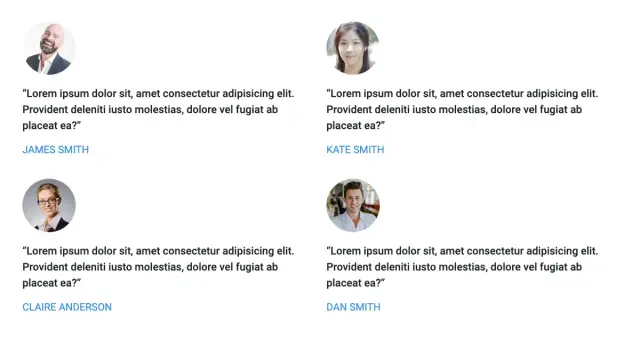 “Lorem ipsum dolor sit, amet consectetur adipisicing elit.
Provident deleniti iusto molestias, dolore vel fugiat ab
placeat ea?”
JAMES SMITH
“Lorem ipsum dolor sit, amet consectetur adipisicing elit.
Provident deleniti iusto molestias, dolore vel fugiat ab
placeat ea?”
KATE SMITH
“Lorem ipsum dolor sit, amet consectetur adipisicing elit.
Provident deleniti iusto molestias, dolore vel fugiat ab
placeat ea?”
CLAIRE ANDERSON
“Lorem ipsum dolor sit, amet consectetur adipisicing elit.
Provident deleniti iusto molestias, dolore vel fugiat ab
placeat ea?”
DAN SMITH